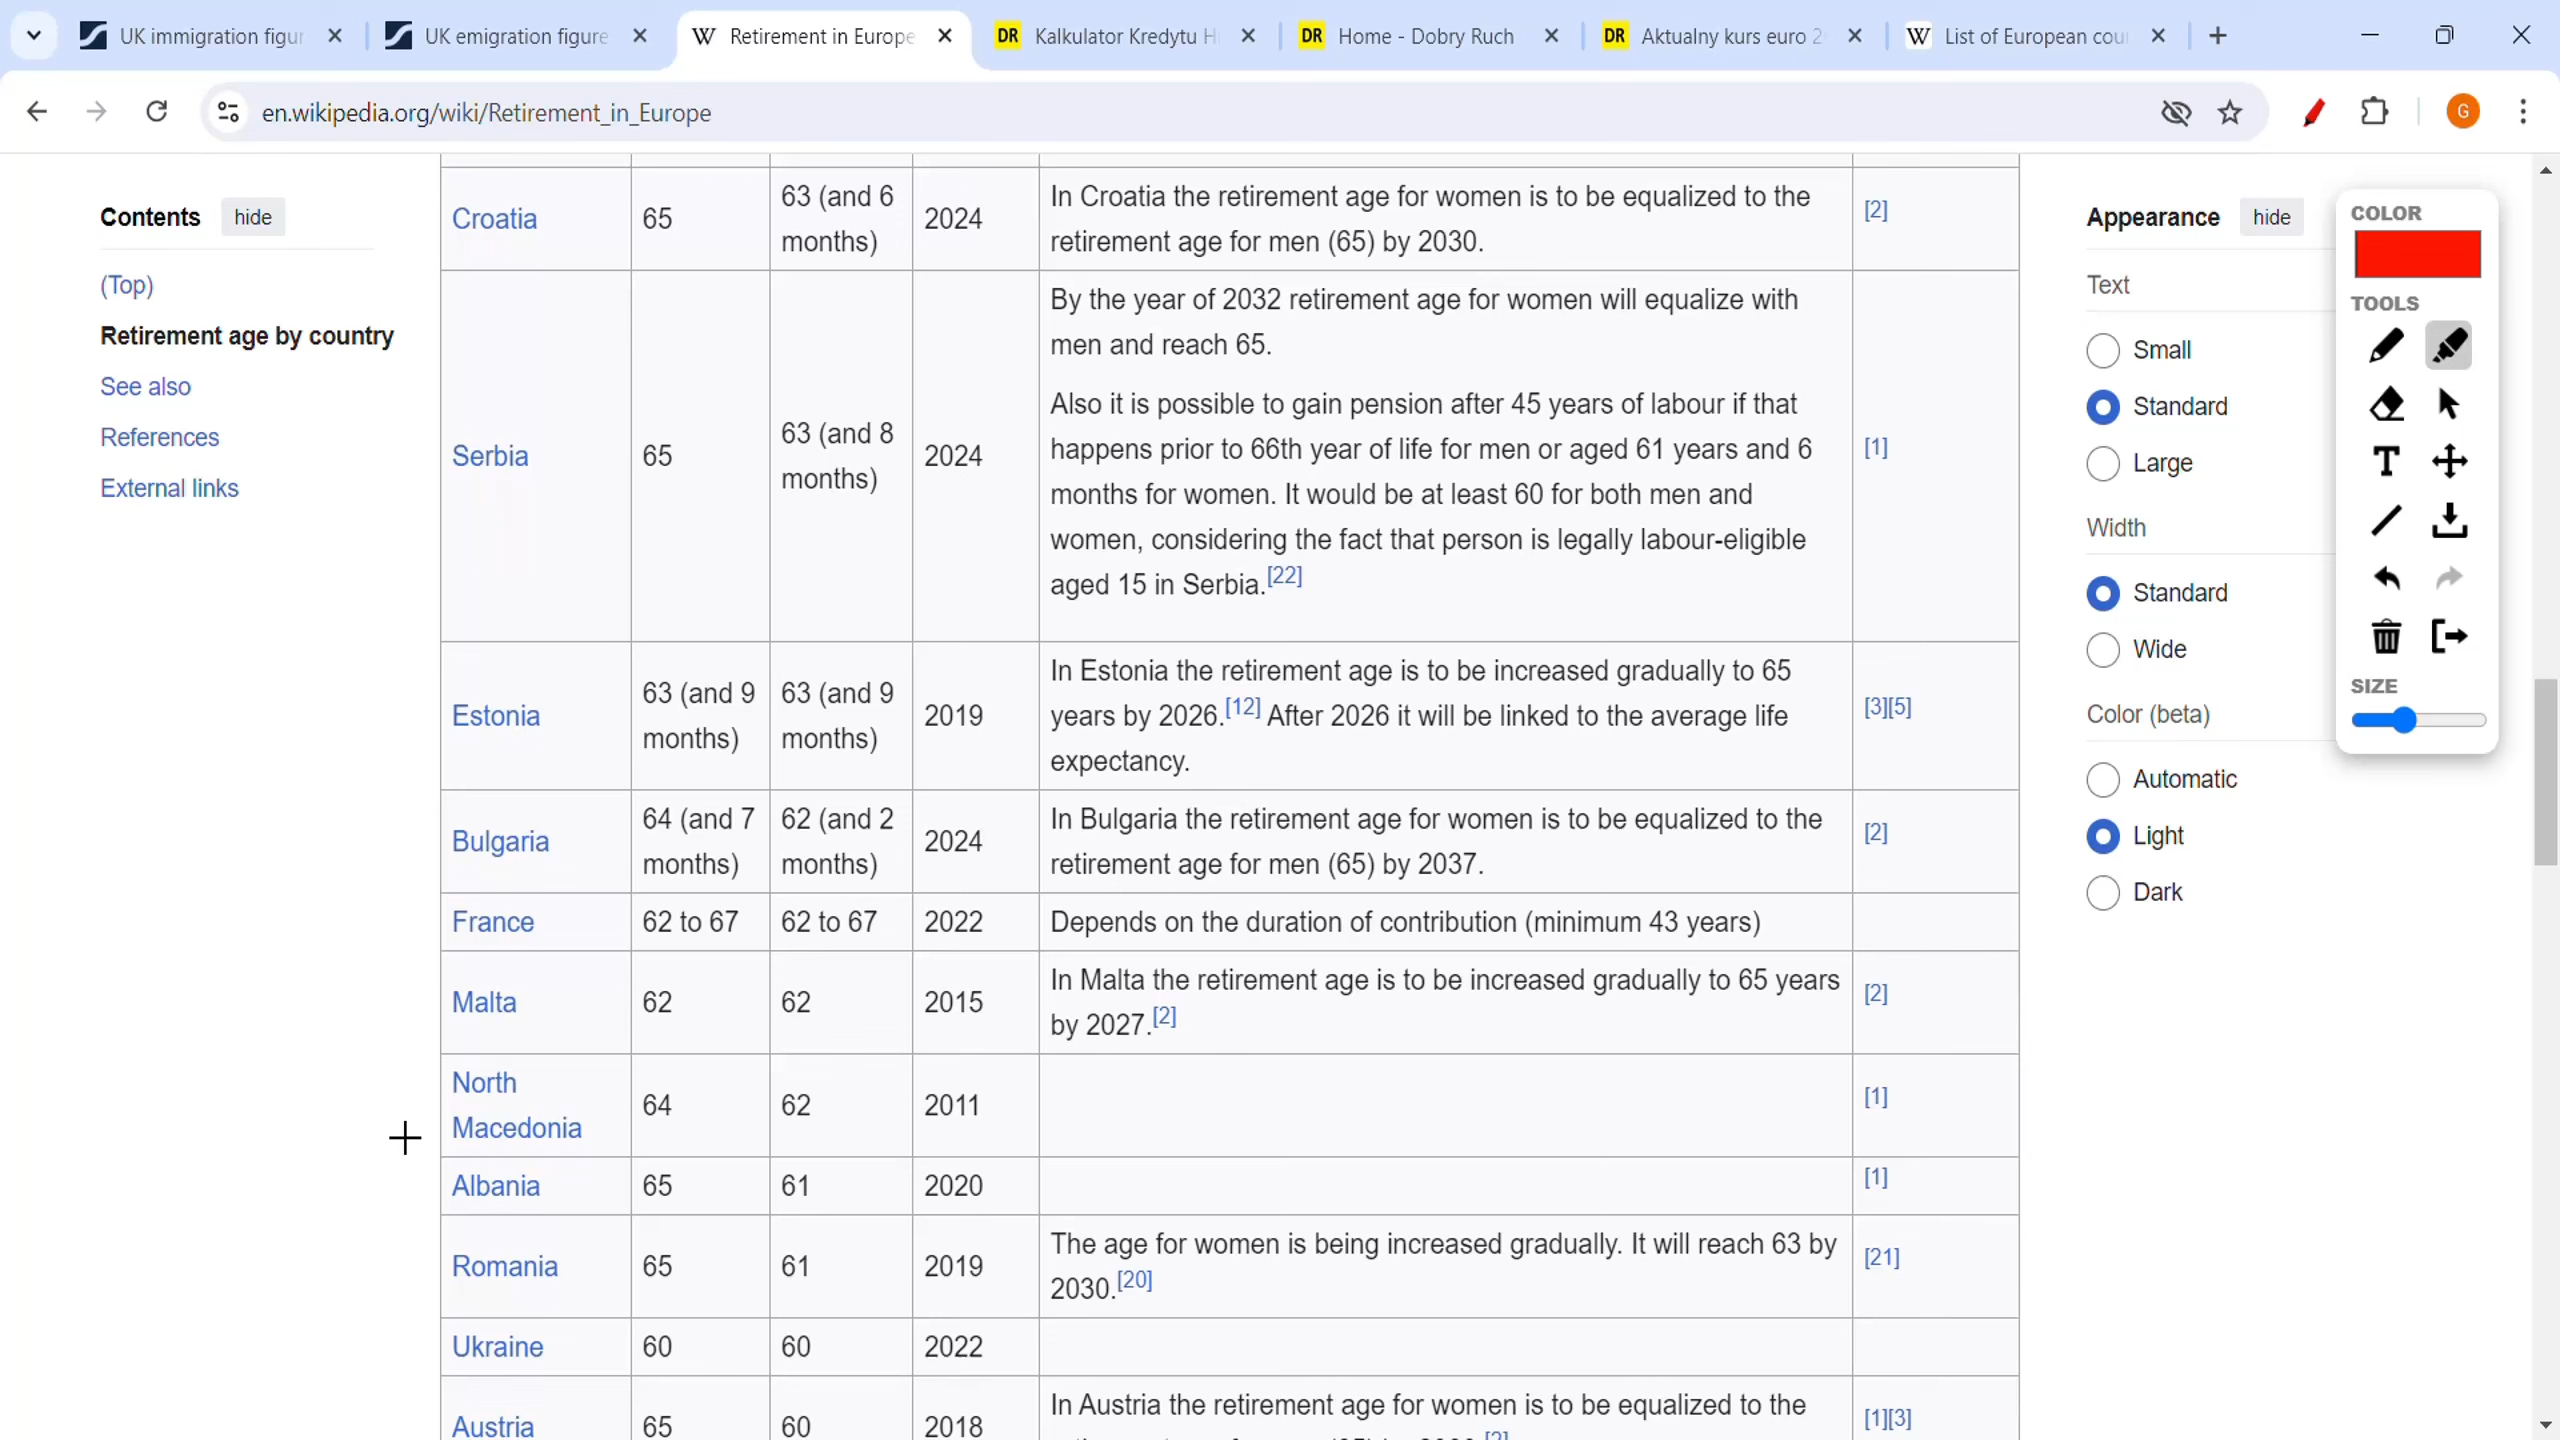 UK immigration figur
UK emigration figure
Retirement in Europe
Kalkulator Kredytu H
Home - Dobry Ruch
Aktualny kurs euro 2
List of European cou
en.wikipedia.org/wiki/Retirement_in_Europe
G
Contents hide
(Top)
Retirement age by country
See also
References
External links
Croatia
65
63 (and 6
months)
2024
In Croatia the retirement age for women is to be equalized to the
retirement age for men (65) by 2030.
[2]
Serbia
65
63 (and 8
months)
2024
By the year of 2032 retirement age for women will equalize with
men and reach 65.
Also it is possible to gain pension after 45 years of labour if that
happens prior to 66th year of life for men or aged 61 years and 6
months for women. It would be at least 60 for both men and
women, considering the fact that person is legally labour-eligible
aged 15 in Serbia.[22]
[1]
Estonia
63 (and 9
months)
63 (and 9
months)
2019
In Estonia the retirement age is to be increased gradually to 65
years by 2026.[12] After 2026 it will be linked to the average life
expectancy.
[3][5]
Bulgaria
64 (and 7
months)
62 (and 2
months)
2024
In Bulgaria the retirement age for women is to be equalized to the
retirement age for men (65) by 2037.
[2]
France
62 to 67
62 to 67
2022
Depends on the duration of contribution (minimum 43 years)
Malta
62
62
2015
In Malta the retirement age is to be increased gradually to 65 years
by 2027.[2]
[2]
North
Macedonia
64
62
2011
[1]
Albania
65
61
2020
[1]
Romania
65
61
2019
The age for women is being increased gradually. It will reach 63 by
2030.[20]
[21]
Ukraine
60
60
2022
Austria
65
60
2018
In Austria the retirement age for women is to be equalized to the
[1][3]
Appearance hide
Text
Small
Standard
Large
Width
Standard
Wide
Color (beta)
Automatic
Light
Dark
COLOR
TOOLS
SIZE